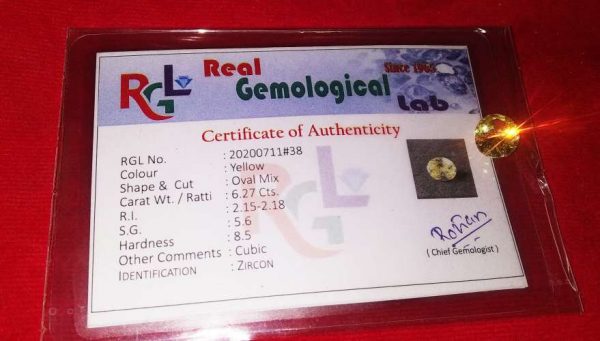 RGL
Real
Gemological
Lab
Since 1965
Certificate of Authenticity
RGL No. : 20200711#38
Colour : Yellow
Shape & Cut : Oval Mix
Carat Wt. / Ratti : 6.27 Cts.
R.I. : 2.15-2.18
S.G. : 5.6
Hardness : 8.5
Other Comments : Cubic
IDENTIFICATION : ZIRCON
RGL
Rohan
( Chief Gemologist )